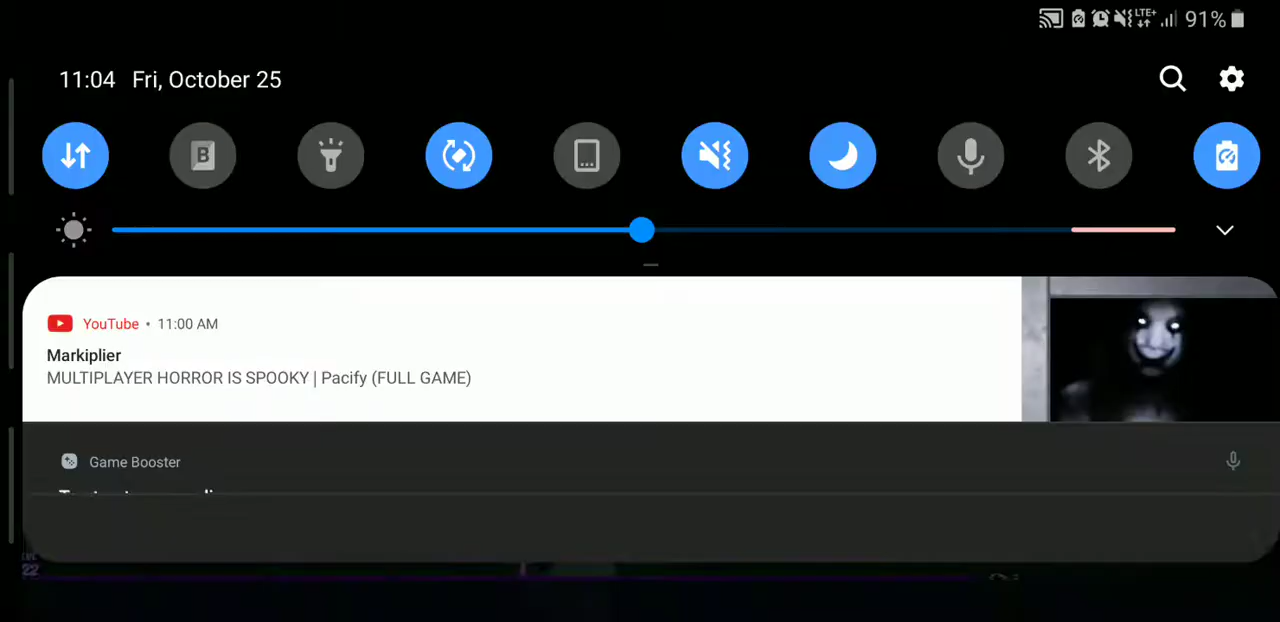 LTE+ 91%
11:04 Fri, October 25
B
YouTube • 11:00 AM
Markiplier
MULTIPLAYER HORROR IS SPOOKY | Pacify (FULL GAME)
Game Booster
22